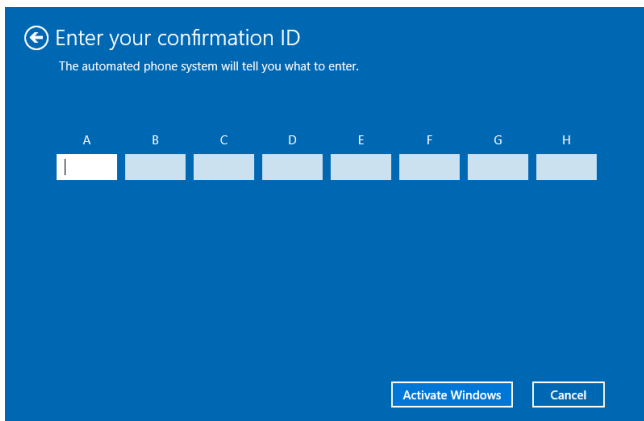 Enter your confirmation ID
The automated phone system will tell you what to enter.
A B C D E F G H
Activate Windows Cancel